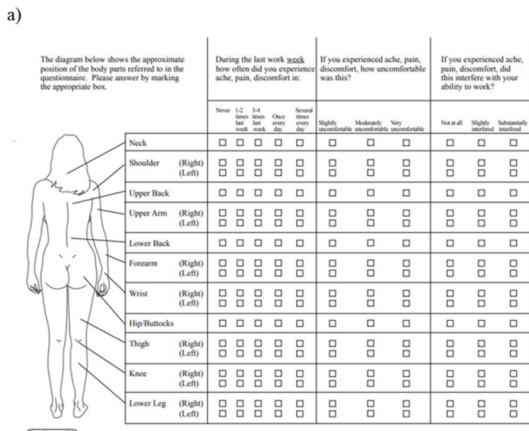 a)
The diagram below shows the approximate
position of the body parts referred to in the
questionnaire. Please answer by marking
the appropriate box.
During the last work week
how often did you experience
ache, pain, discomfort in:
If you experienced ache, pain,
discomfort, how uncomfortable
was this?
If you experienced ache,
pain, discomfort, did
this interfere with your
ability to work?
Never 1-2 times last week 3-4 times last week Once every day Several times every day
Slightly uncomfortable Moderately uncomfortable Very uncomfortable
Not at all Slightly interfered Substantially interfered
Neck
Shoulder (Right)
(Left)
Upper Back
Upper Arm (Right)
(Left)
Lower Back
Forearm (Right)
(Left)
Wrist (Right)
(Left)
Hip/Buttocks
Thigh (Right)
(Left)
Knee (Right)
(Left)
Lower Leg (Right)
(Left)